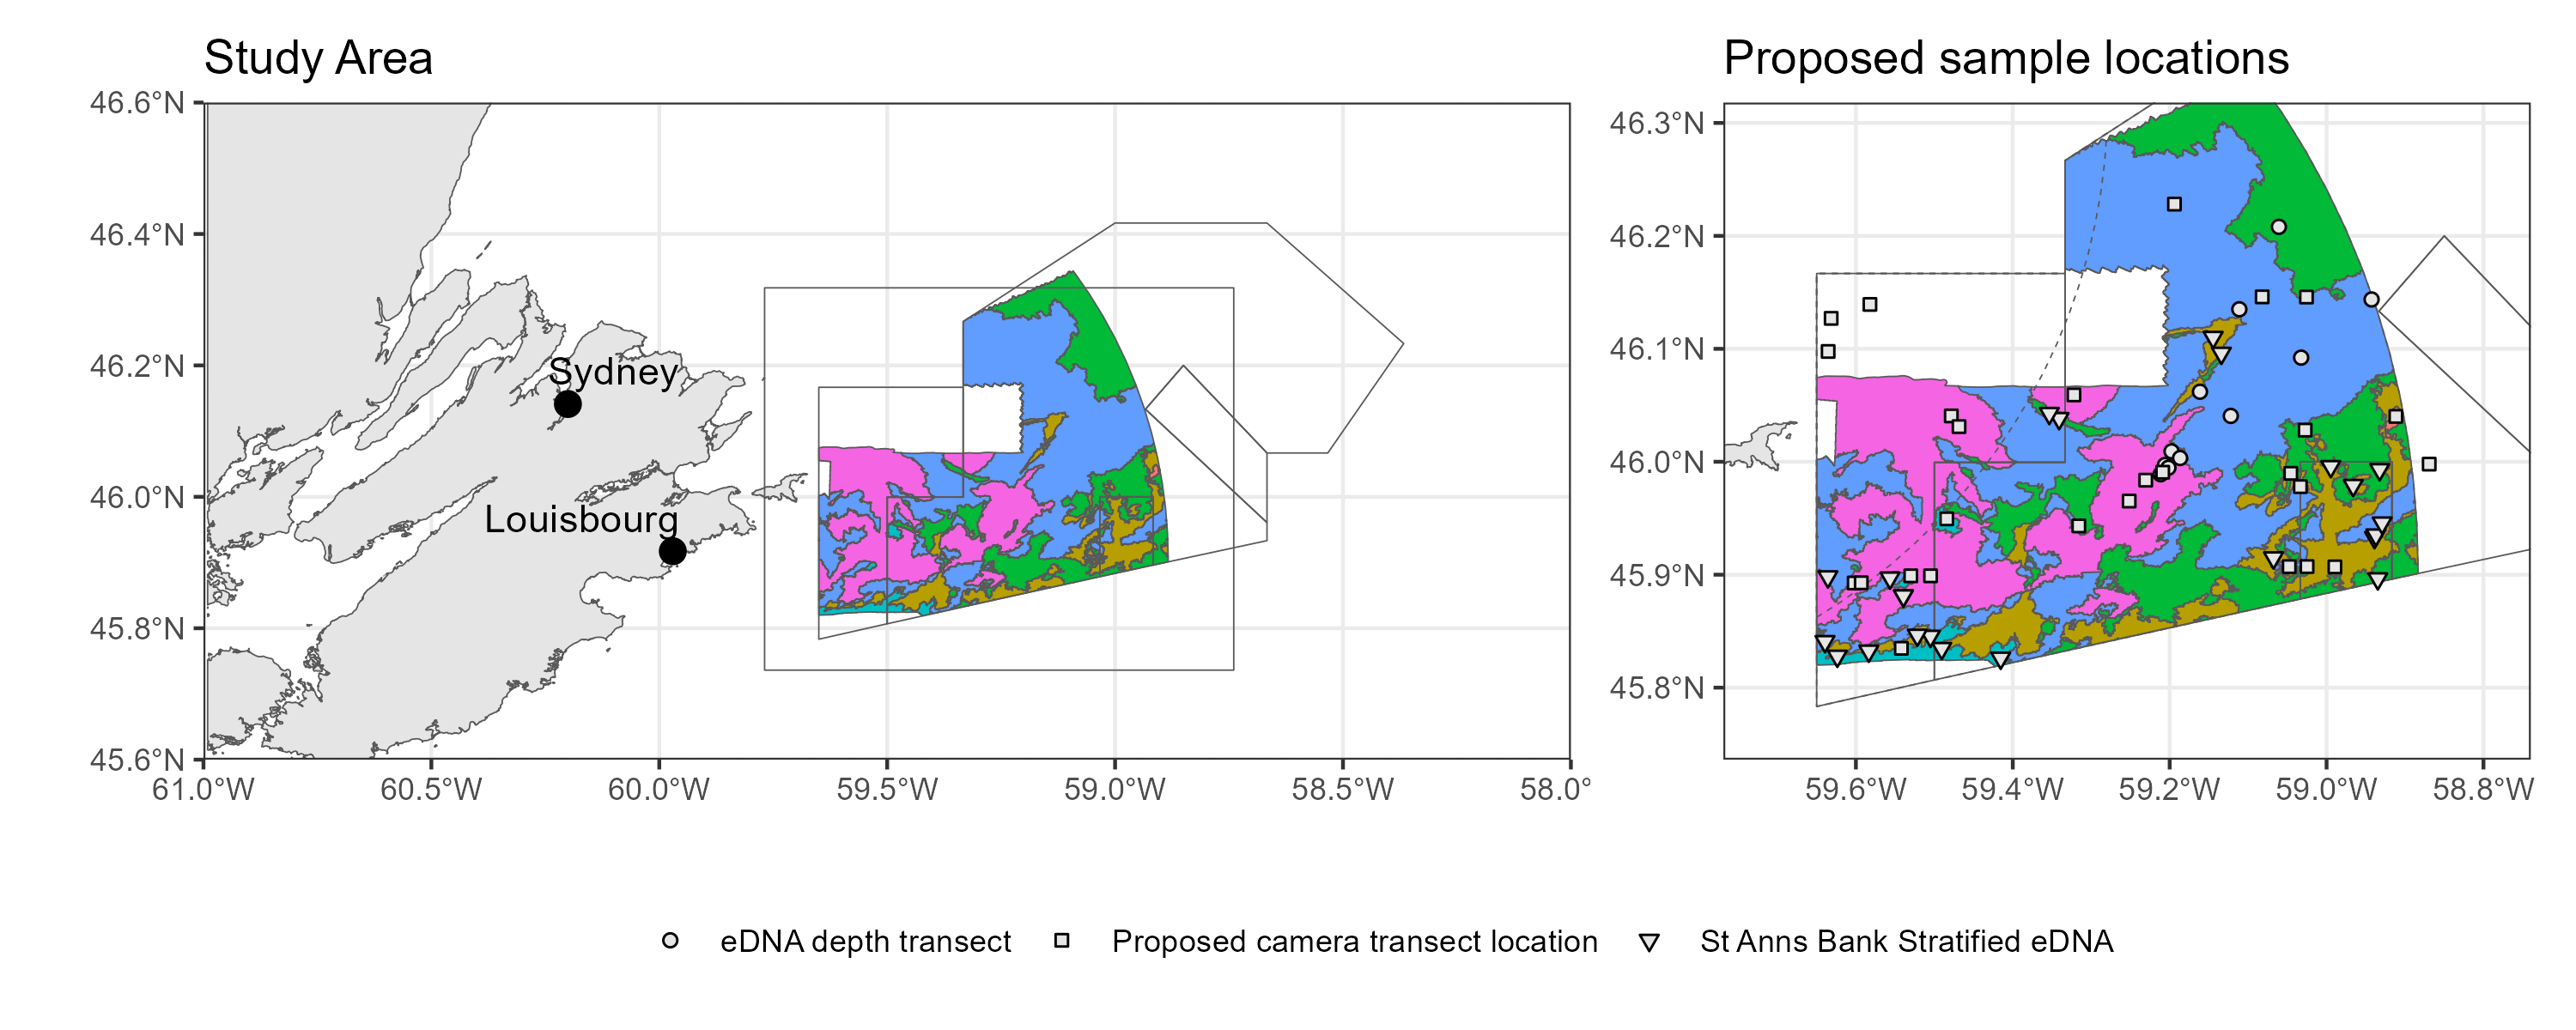 Study Area
46.6°N
46.4°N
46.2°N
46.0°N
45.8°N
45.6°N
Sydney
Louisbourg
61.0°W 60.5°W 60.0°W 59.5°W 59.0°W 58.5°W 58.0°
Proposed sample locations
46.3°N
46.2°N
46.1°N
46.0°N
45.9°N
45.8°N
59.6°W 59.4°W 59.2°W 59.0°W 58.8°W
eDNA depth transect Proposed camera transect location St Anns Bank Stratified eDNA